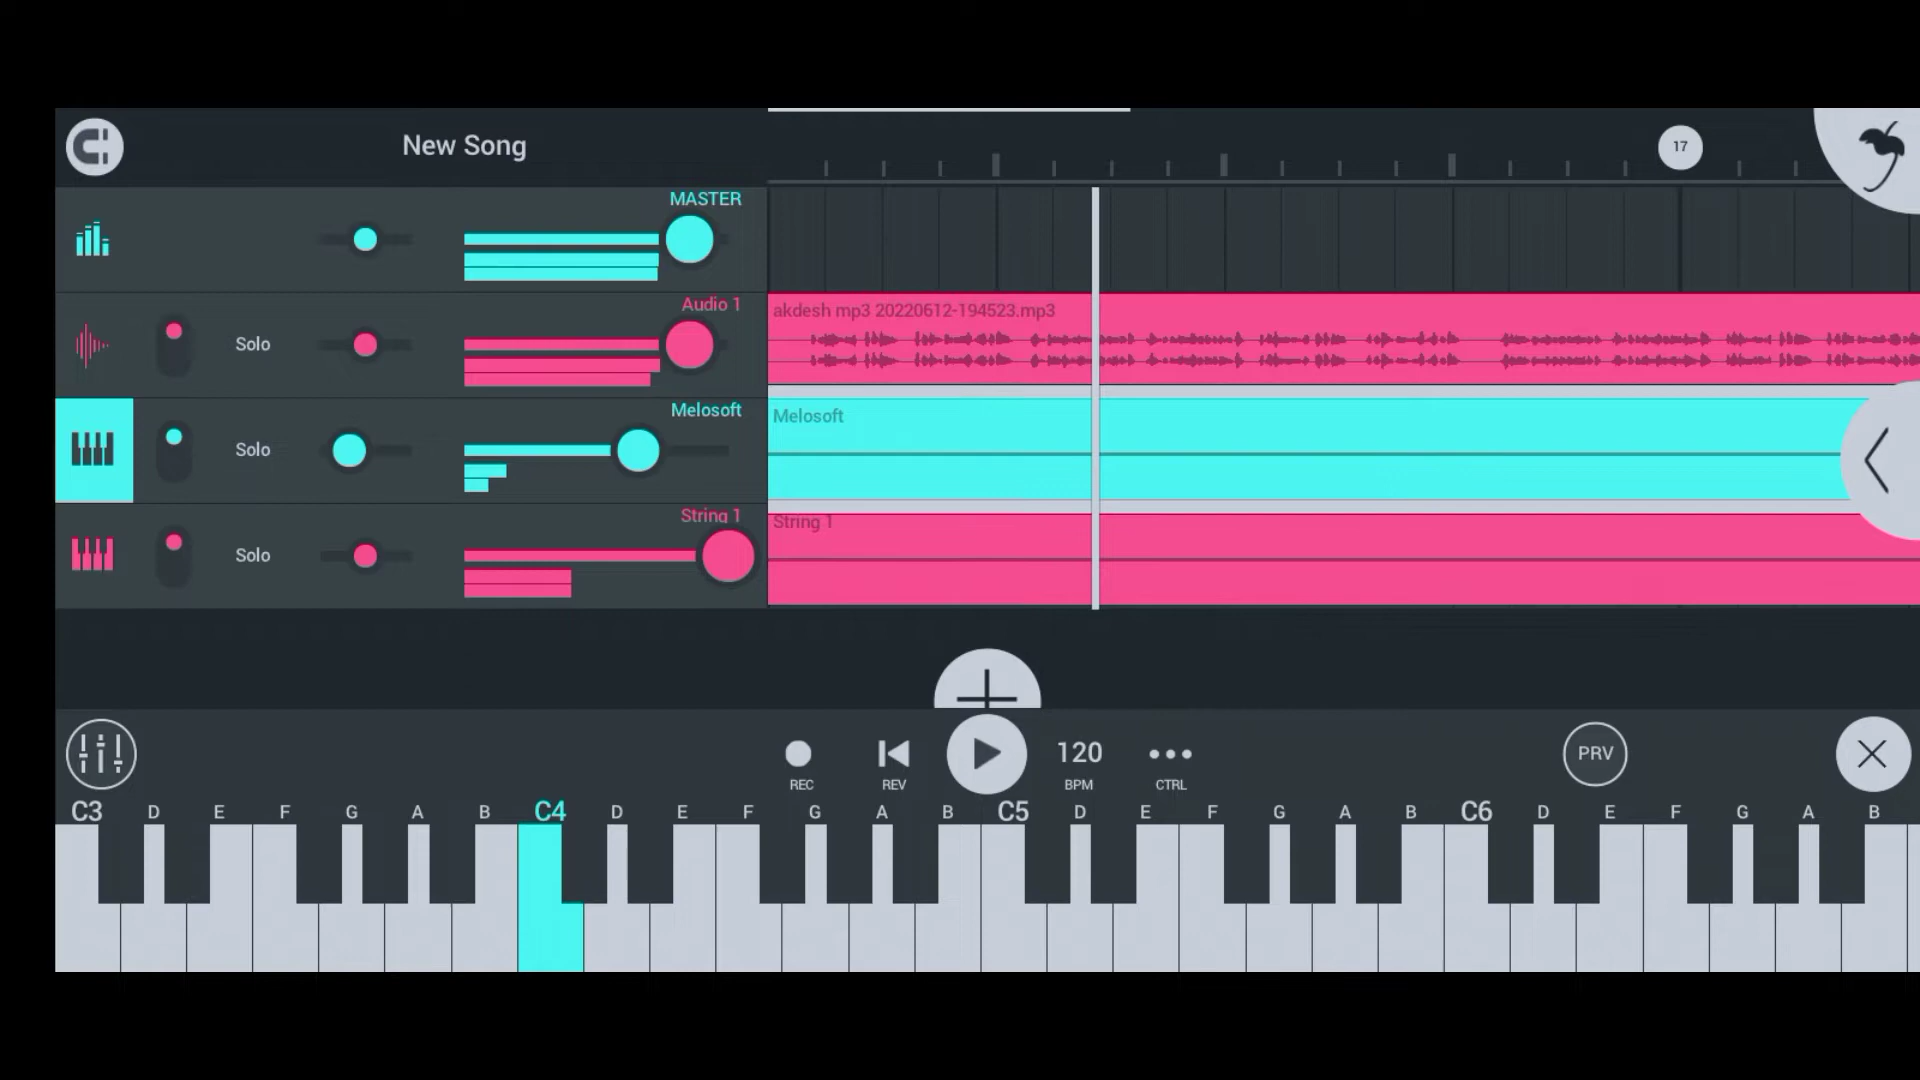 New Song
17
MASTER
Audio 1
akdesh mp3 20220612-194523.mp3
Solo
Melosoft
Melosoft
Solo
String 1
String 1
Solo
120
PRV
REC
REV
BPM
CTRL
C3 D E F G A B C4 D E F G A B C5 D E F G A B C6 D E F G A B